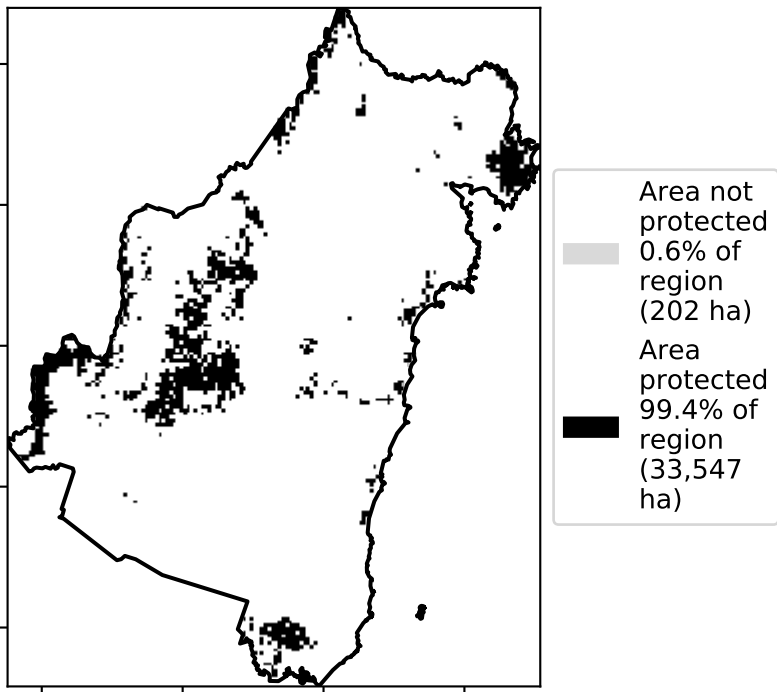 Area not
protected
0.6% of
region
(202 ha)
Area
protected
99.4% of
region
(33,547
ha)